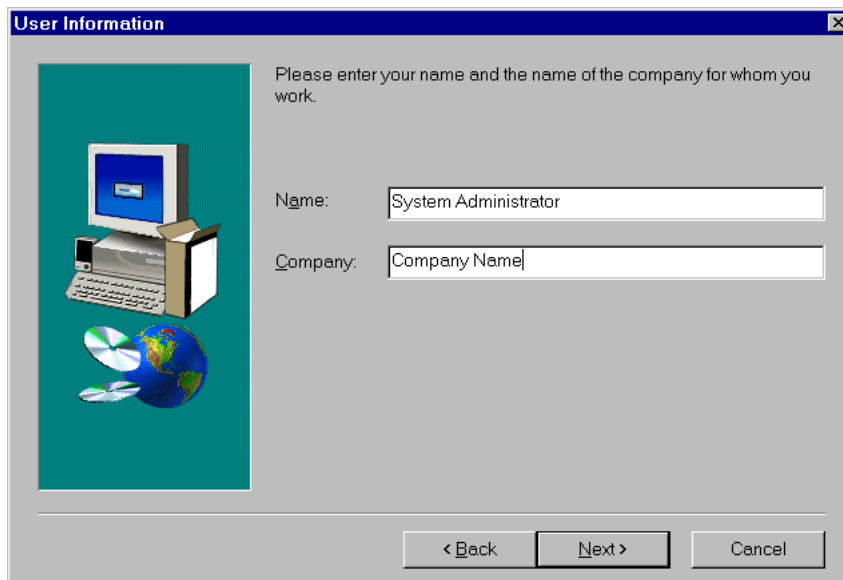 User Information
Please enter your name and the name of the company for whom you
work.
Name: System Administrator
Company: Company Name
< Back Next > Cancel